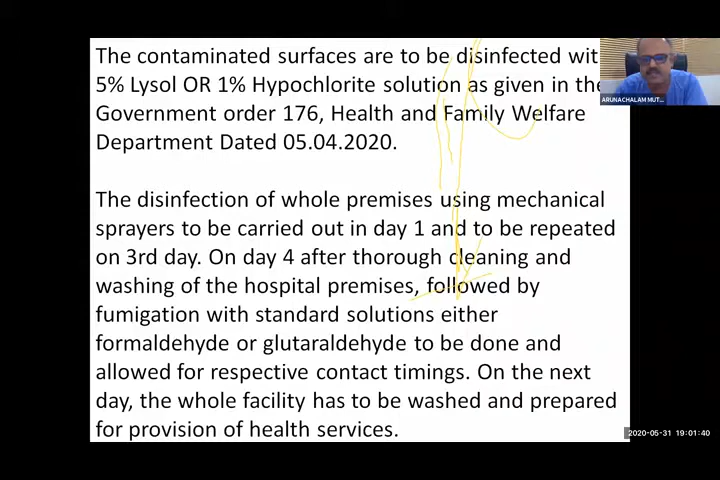 The contaminated surfaces are to be disinfected wit
5% Lysol OR 1% Hypochlorite solution as given in the
Government order 176, Health and Family Welfare
Department Dated 05.04.2020.
The disinfection of whole premises using mechanical
sprayers to be carried out in day 1 and to be repeated
on 3rd day. On day 4 after thorough cleaning and
washing of the hospital premises, followed by
fumigation with standard solutions either
formaldehyde or glutaraldehyde to be done and
allowed for respective contact timings. On the next
day, the whole facility has to be washed and prepared
for provision of health services.
ARUNACHALAM MUT...
2020-05-31 19:01:40